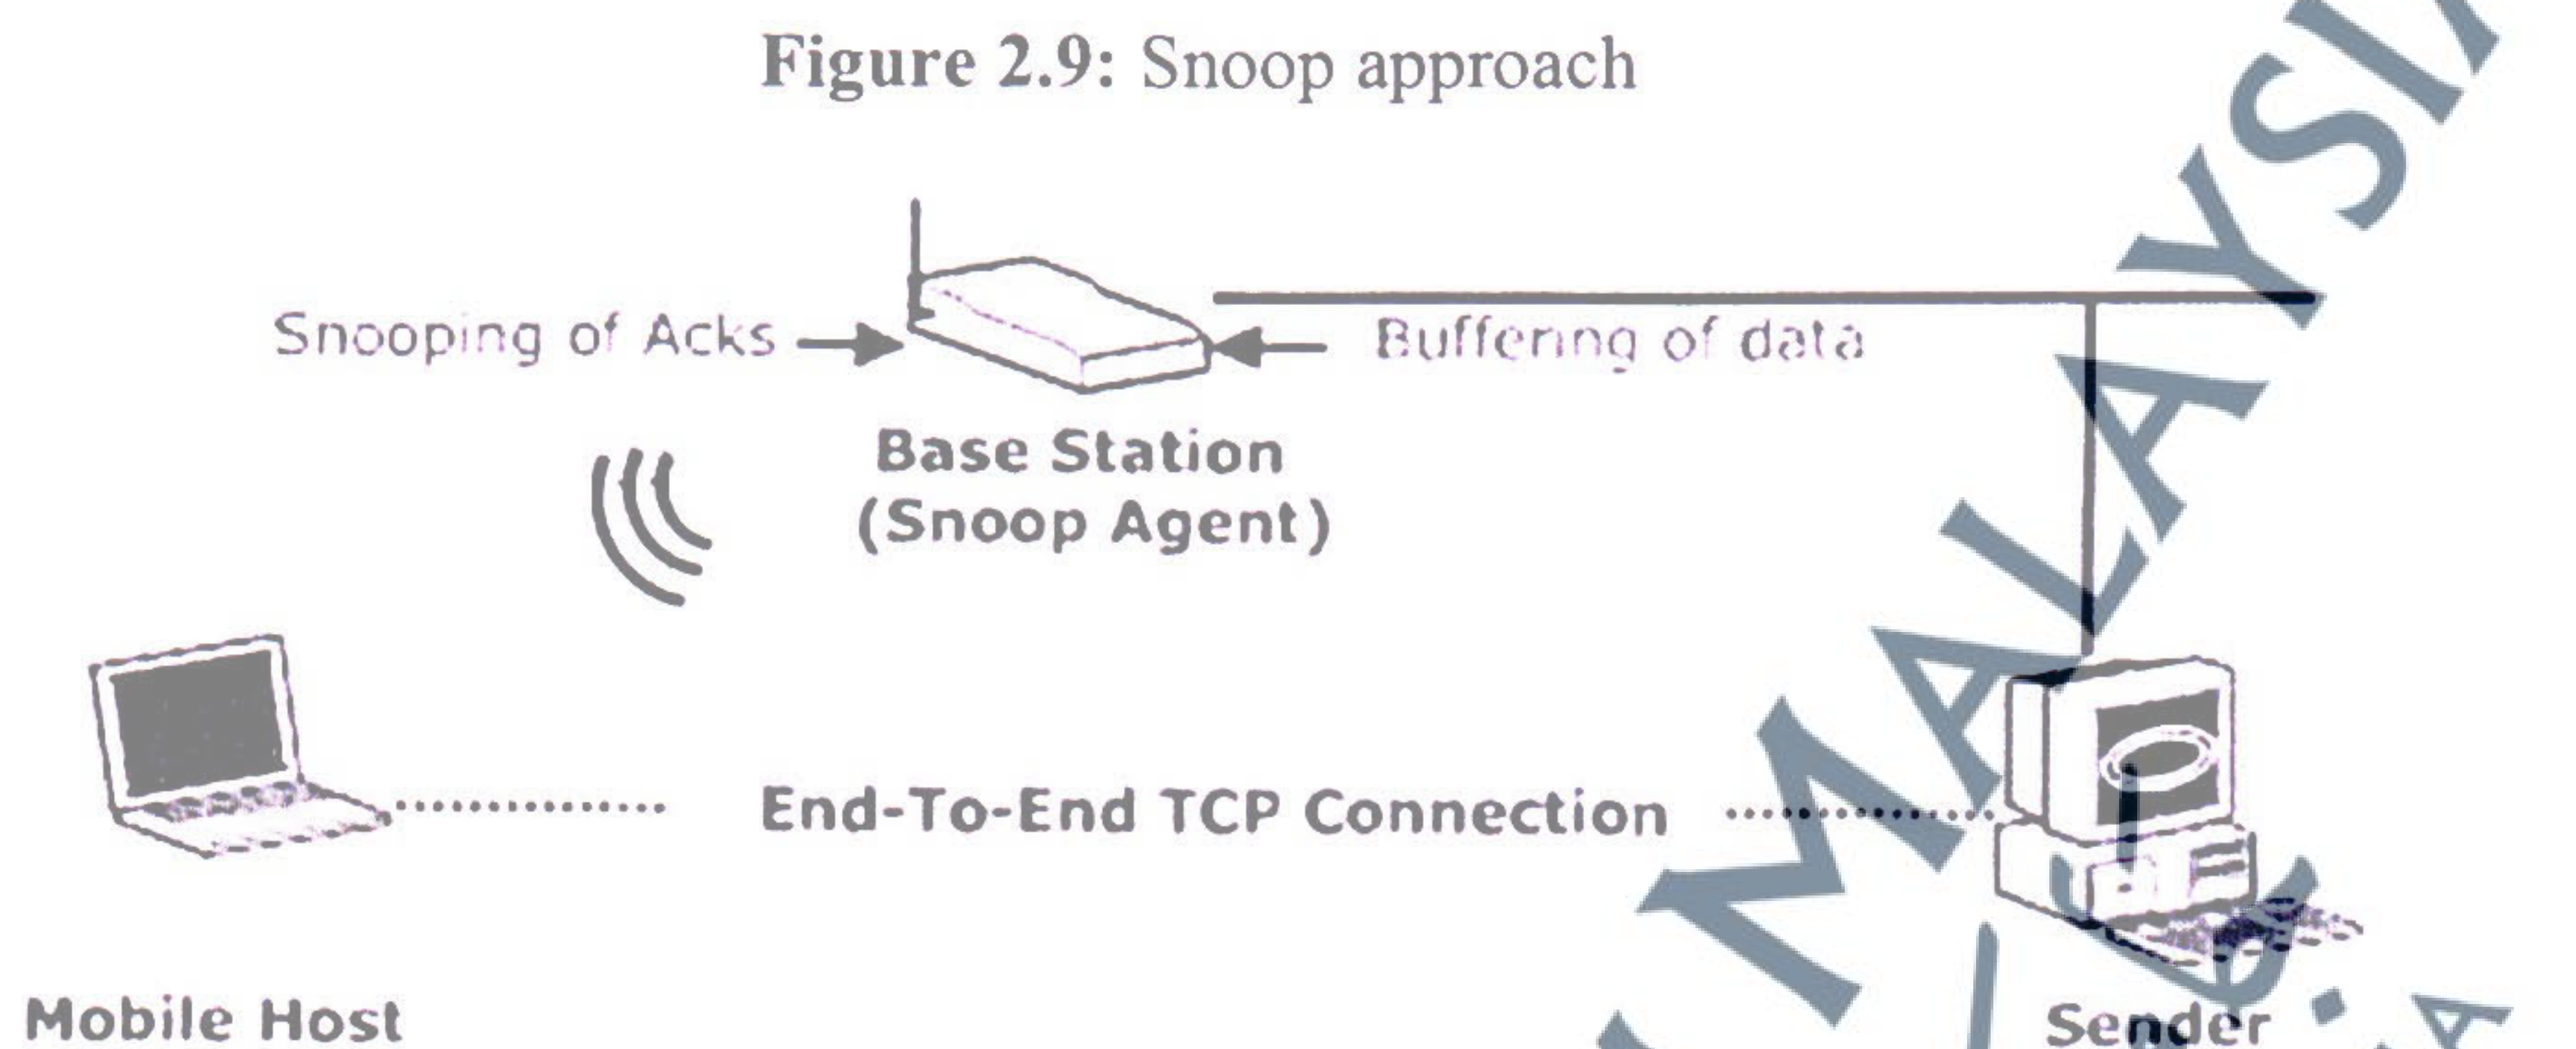 Figure 2.9: Snoop approach
Snooping of Acks
Buffering of data
Base Station
(Snoop Agent)
End-To-End TCP Connection
Mobile Host
Sender
MALAYSIA